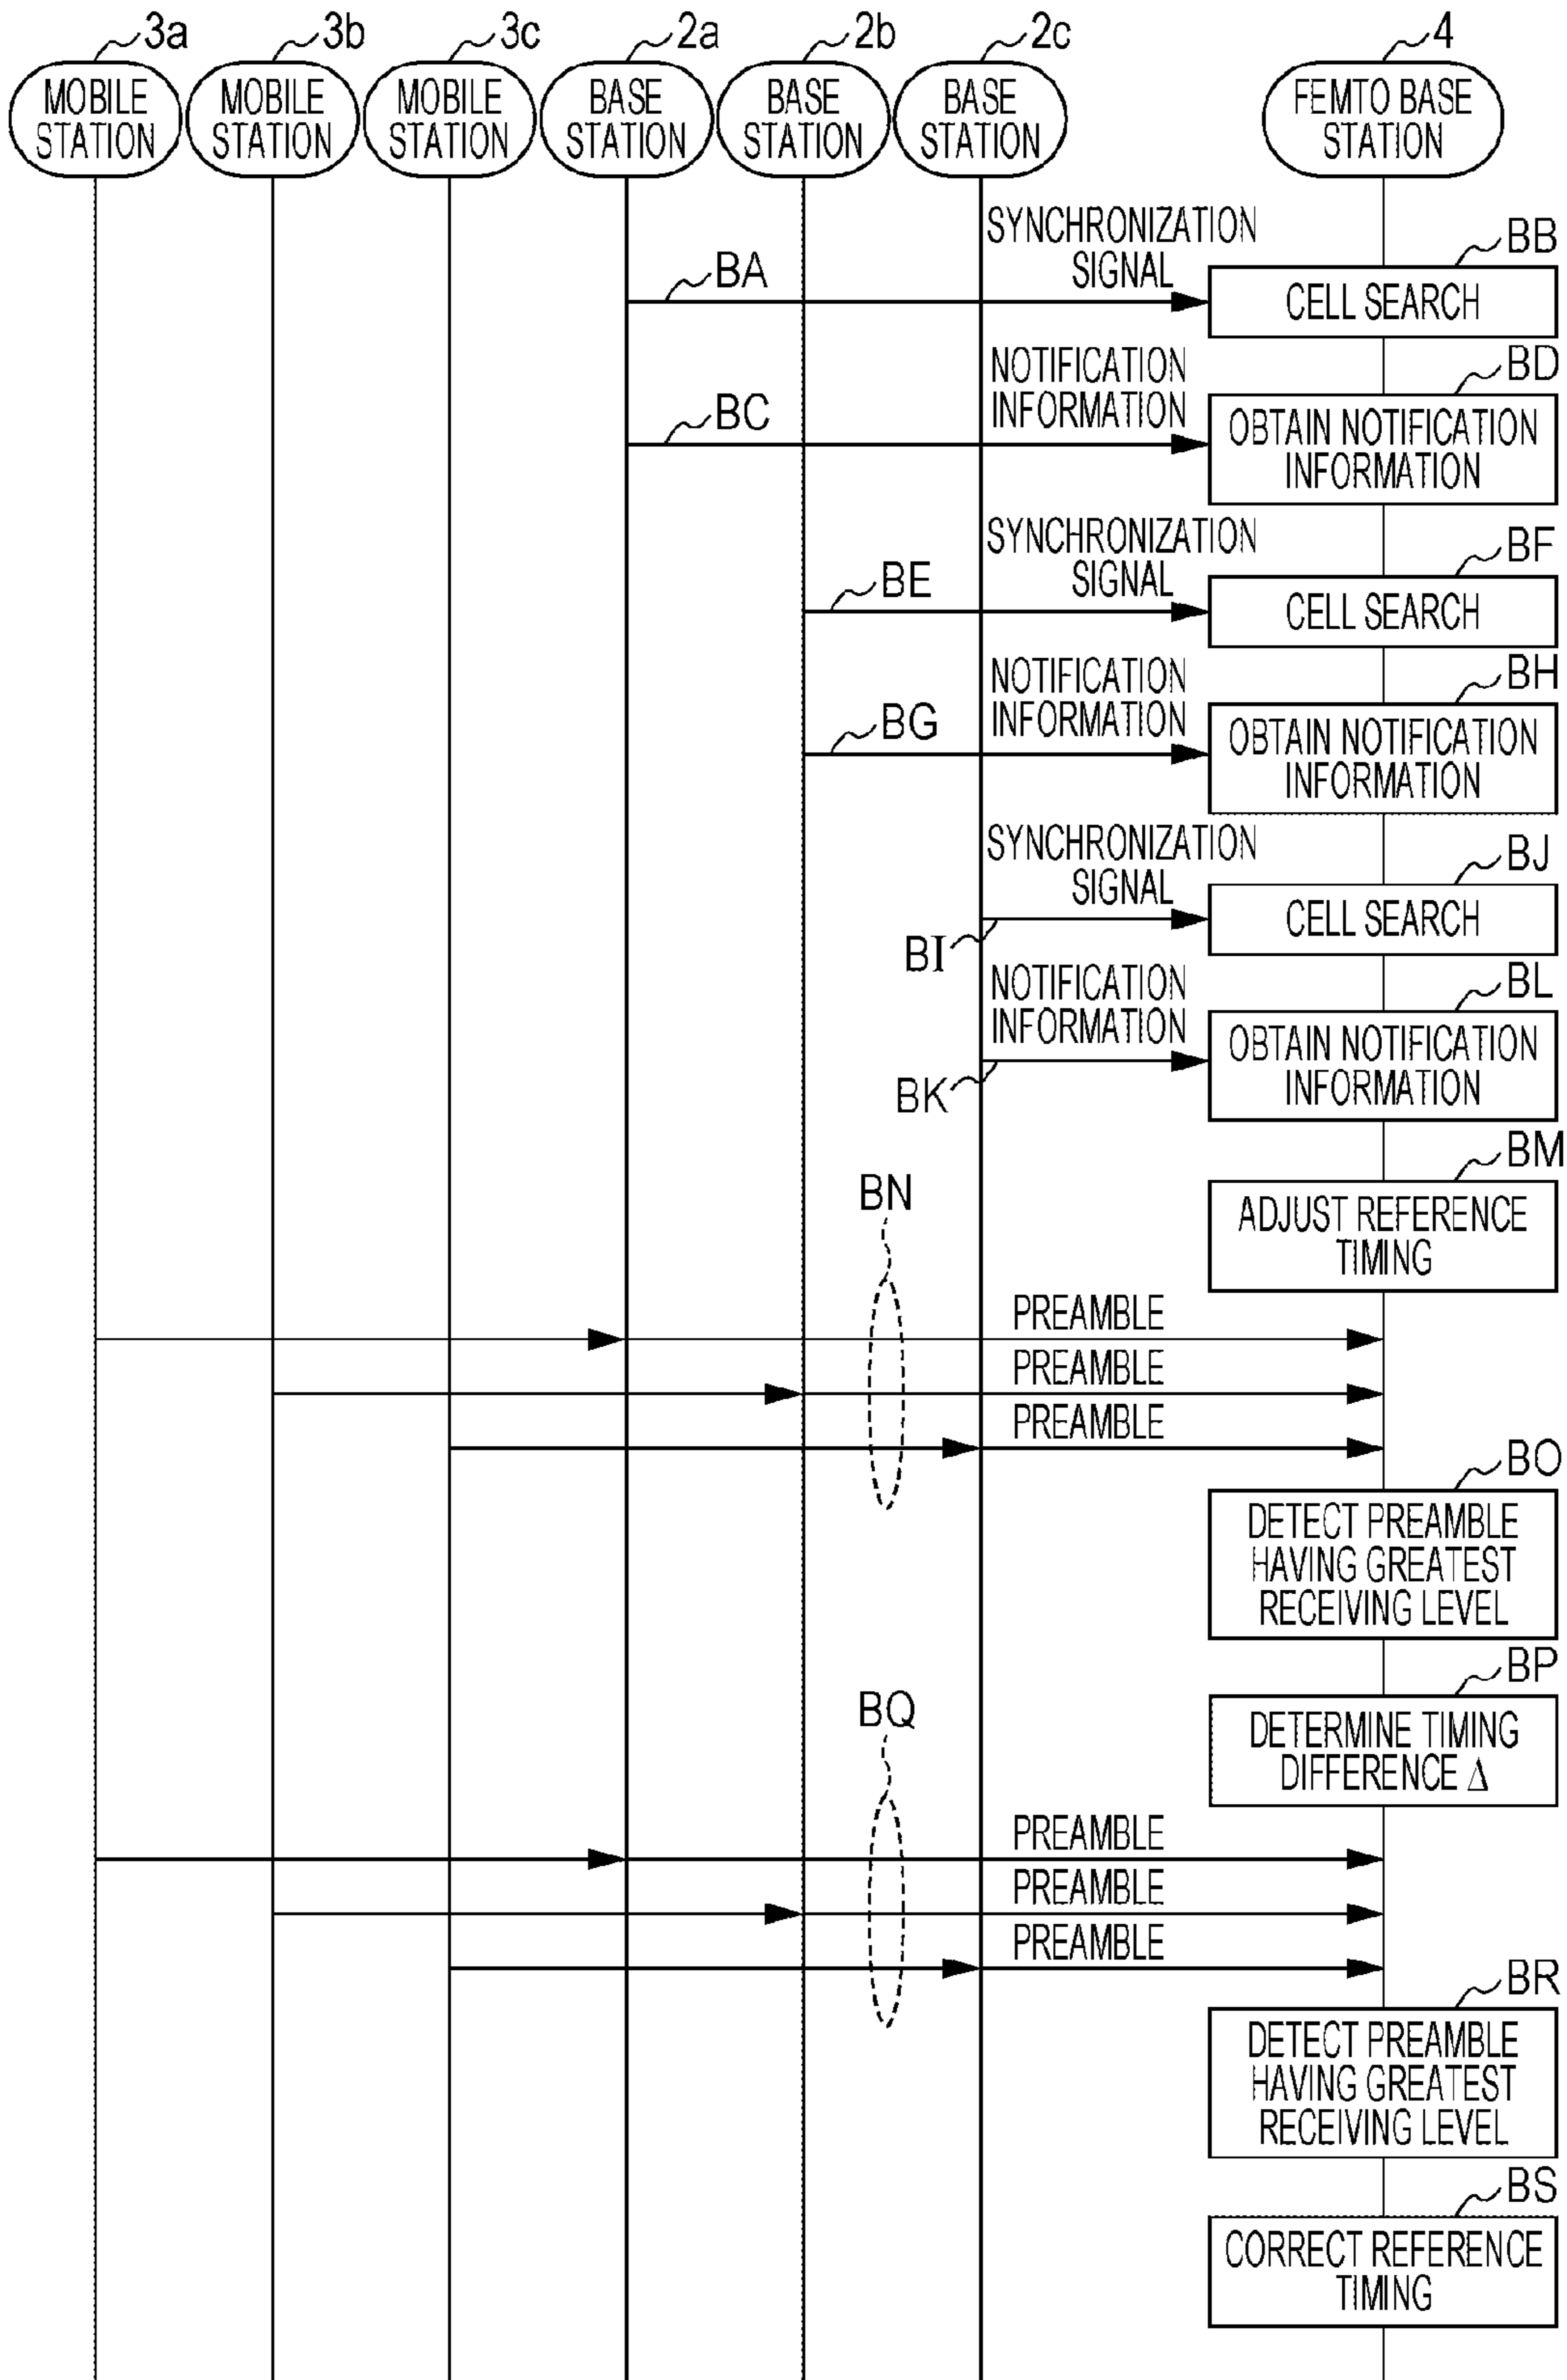 3a
3b
3c
2a
2b
2c
4
MOBILE
STATION
MOBILE
STATION
MOBILE
STATION
BASE
STATION
BASE
STATION
BASE
STATION
FEMTO BASE
STATION
SYNCHRONIZATION
SIGNAL
BA
BB
CELL SEARCH
NOTIFICATION
INFORMATION
BC
BD
OBTAIN NOTIFICATION
INFORMATION
SYNCHRONIZATION
SIGNAL
BE
BF
CELL SEARCH
NOTIFICATION
INFORMATION
BG
BH
OBTAIN NOTIFICATION
INFORMATION
SYNCHRONIZATION
SIGNAL
BI
BJ
CELL SEARCH
NOTIFICATION
INFORMATION
BK
BL
OBTAIN NOTIFICATION
INFORMATION
BM
ADJUST REFERENCE
TIMING
BN
PREAMBLE
PREAMBLE
PREAMBLE
BO
DETECT PREAMBLE
HAVING GREATEST
RECEIVING LEVEL
BP
DETERMINE TIMING
DIFFERENCE Δ
BQ
PREAMBLE
PREAMBLE
PREAMBLE
BR
DETECT PREAMBLE
HAVING GREATEST
RECEIVING LEVEL
BS
CORRECT REFERENCE
TIMING